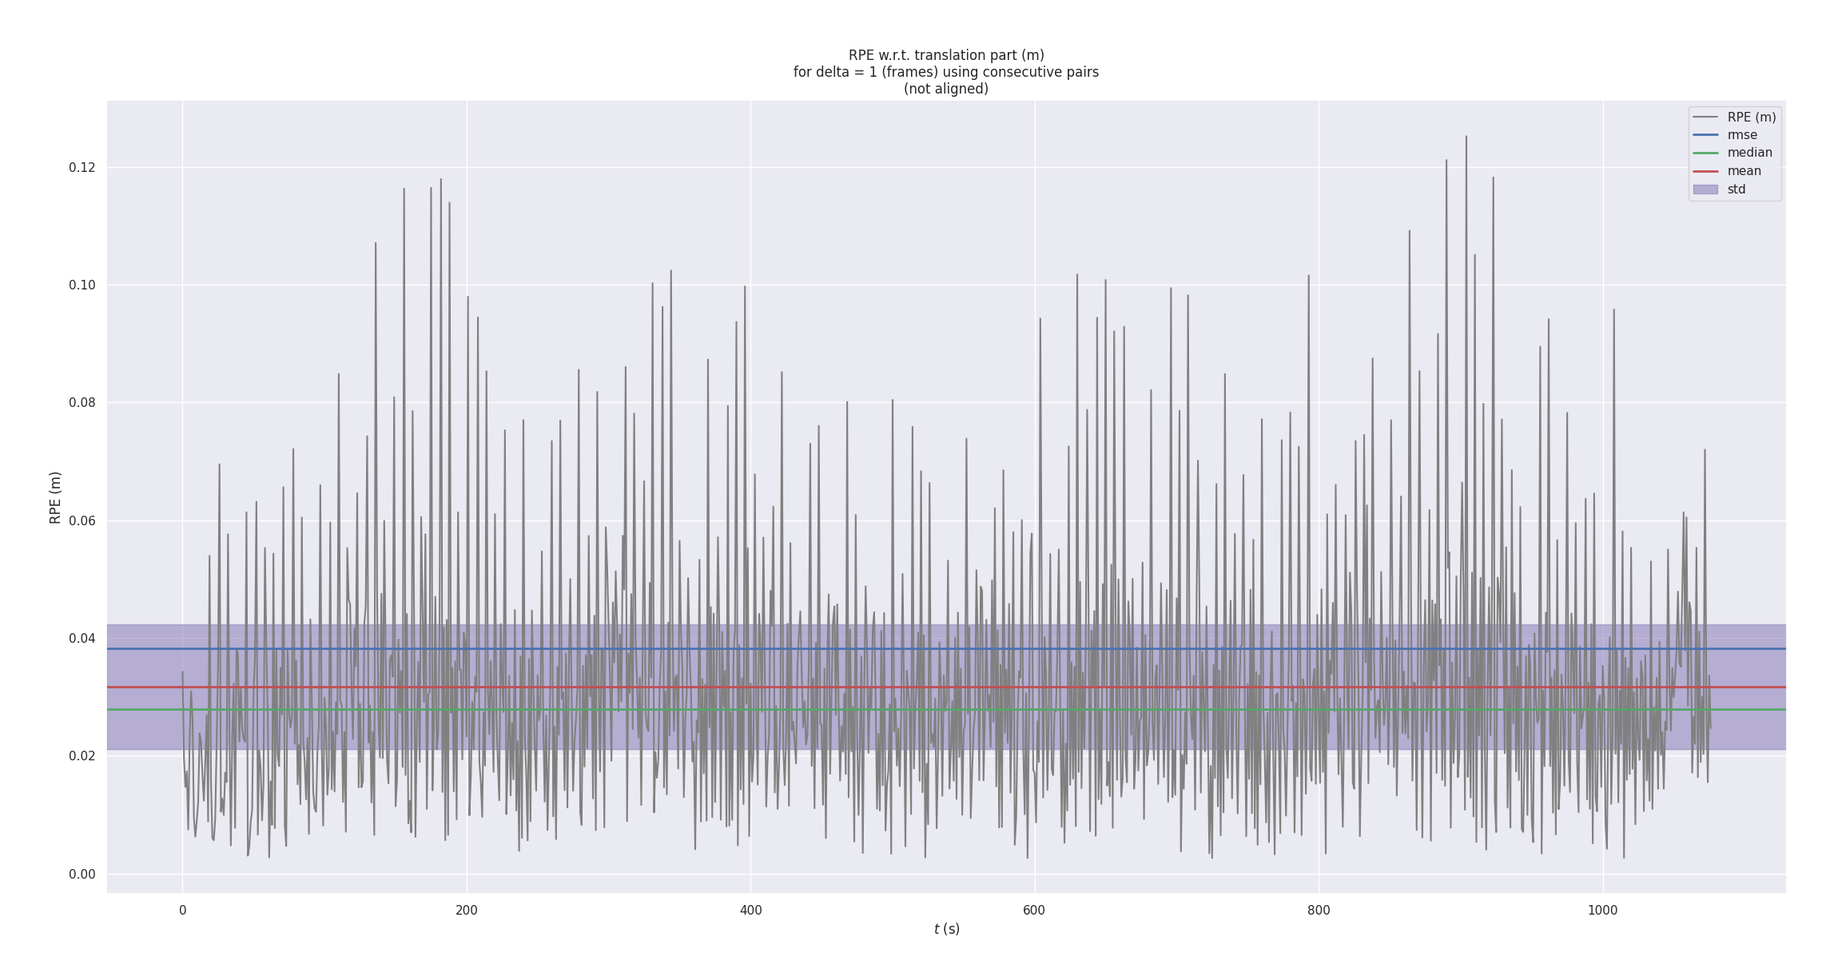 RPE w.r.t. translation part (m)
for delta = 1 (frames) using consecutive pairs
(not aligned)
RPE (m)
rmse
median
mean
std
0.12
0.10
0.08
0.06
0.04
0.02
0.00
RPE (m)
0 200 400 600 800 1000
t (s)